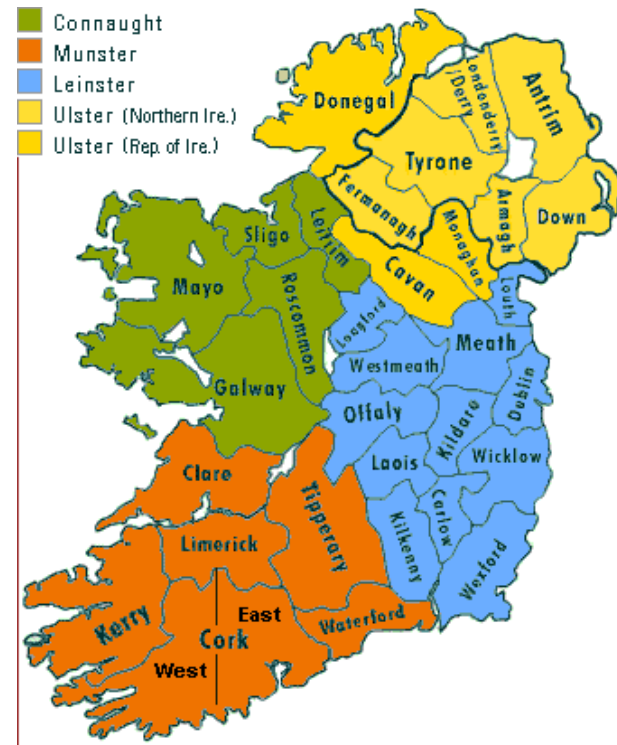 Connaught
Munster
Leinster
Ulster (Northern Ire.)
Ulster (Rep. of Ire.)
Donegal
Londonderry
/Derry
Antrim
Tyrone
Fermanagh
Armagh
Down
Monaghan
Cavan
Leitrim
Sligo
Mayo
Roscommon
Galway
Longford
Louth
Meath
Westmeath
Dublin
Offaly
Kildare
Laois
Wicklow
Carlow
Kilkenny
Wexford
Clare
Tipperary
Limerick
Kerry
Cork
East
West
Waterford